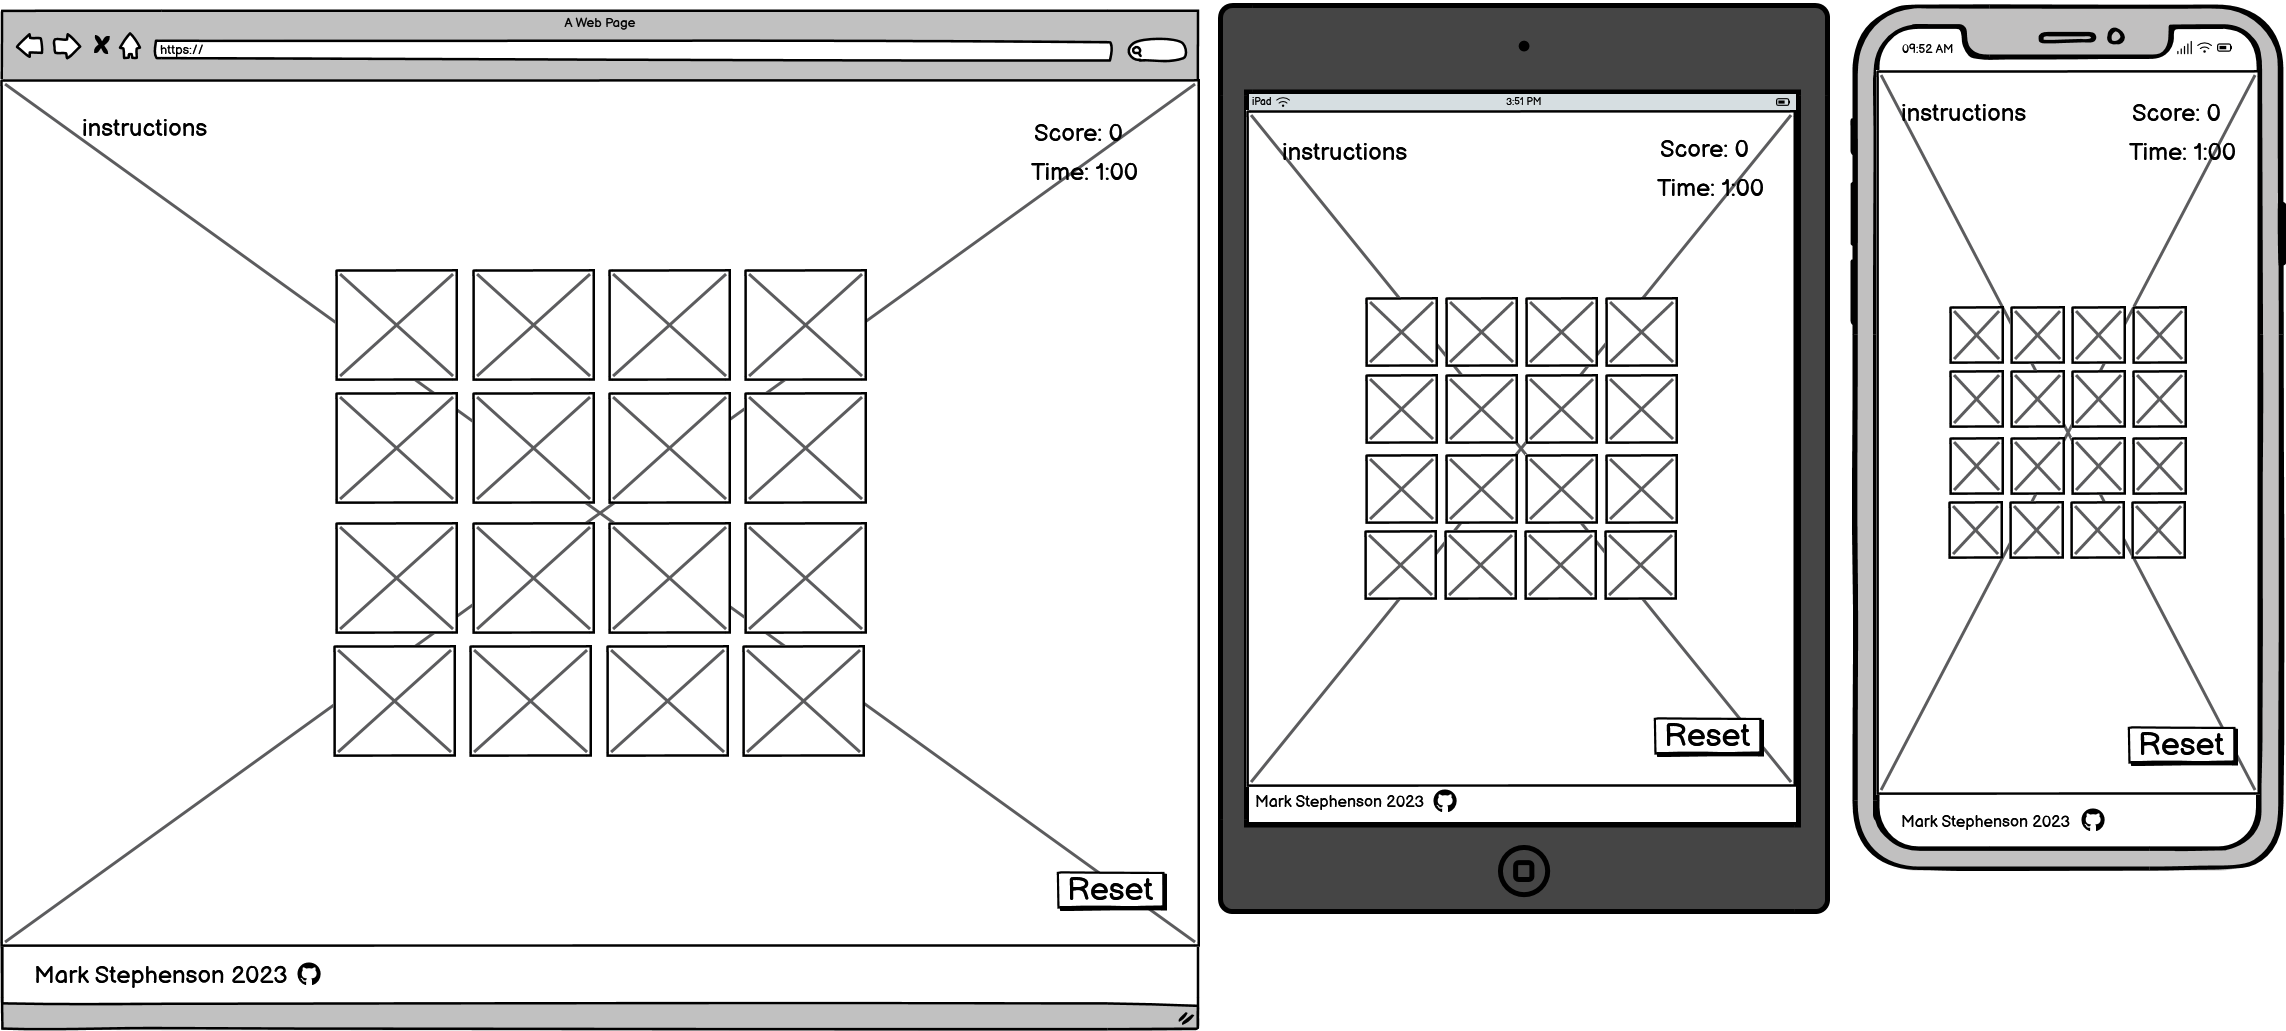 A Web Page
https://
instructions
Score: 0
Time: 1:00
Reset
Mark Stephenson 2023
iPad
3:51 PM
instructions
Score: 0
Time: 1:00
Reset
Mark Stephenson 2023
09:52 AM
instructions
Score: 0
Time: 1:00
Reset
Mark Stephenson 2023